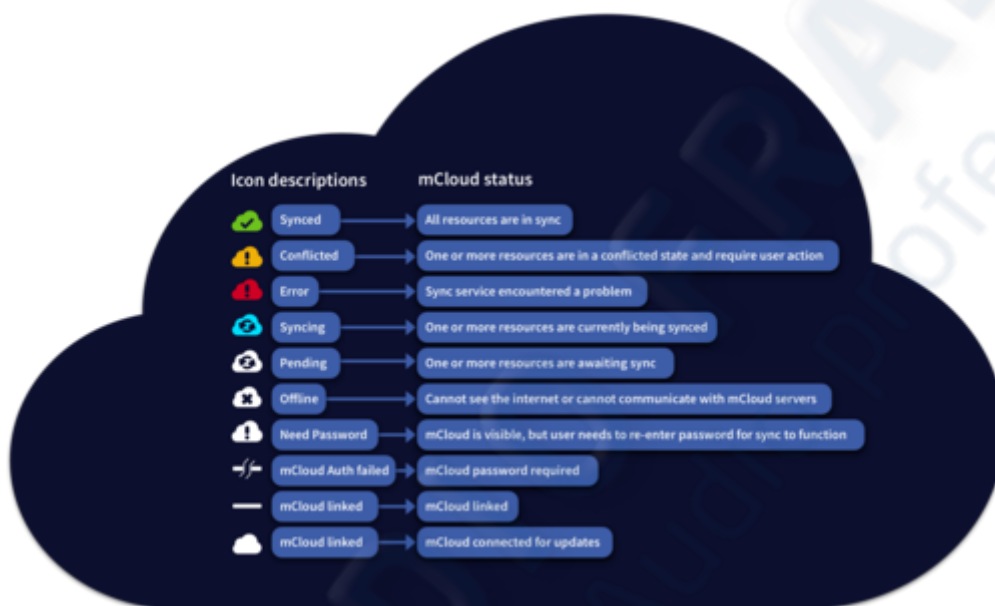 Icon descriptions mCloud status
Synced All resources are in sync
Conflicted One or more resources are in a conflicted state and require user action
Error Sync service encountered a problem
Syncing One or more resources are currently being synced
Pending One or more resources are awaiting sync
Offline Cannot see the internet or cannot communicate with mCloud servers
Need Password mCloud is visible, but user needs to re-enter password for sync to function
mCloud Auth failed mCloud password required
mCloud linked mCloud linked
mCloud linked mCloud connected for updates